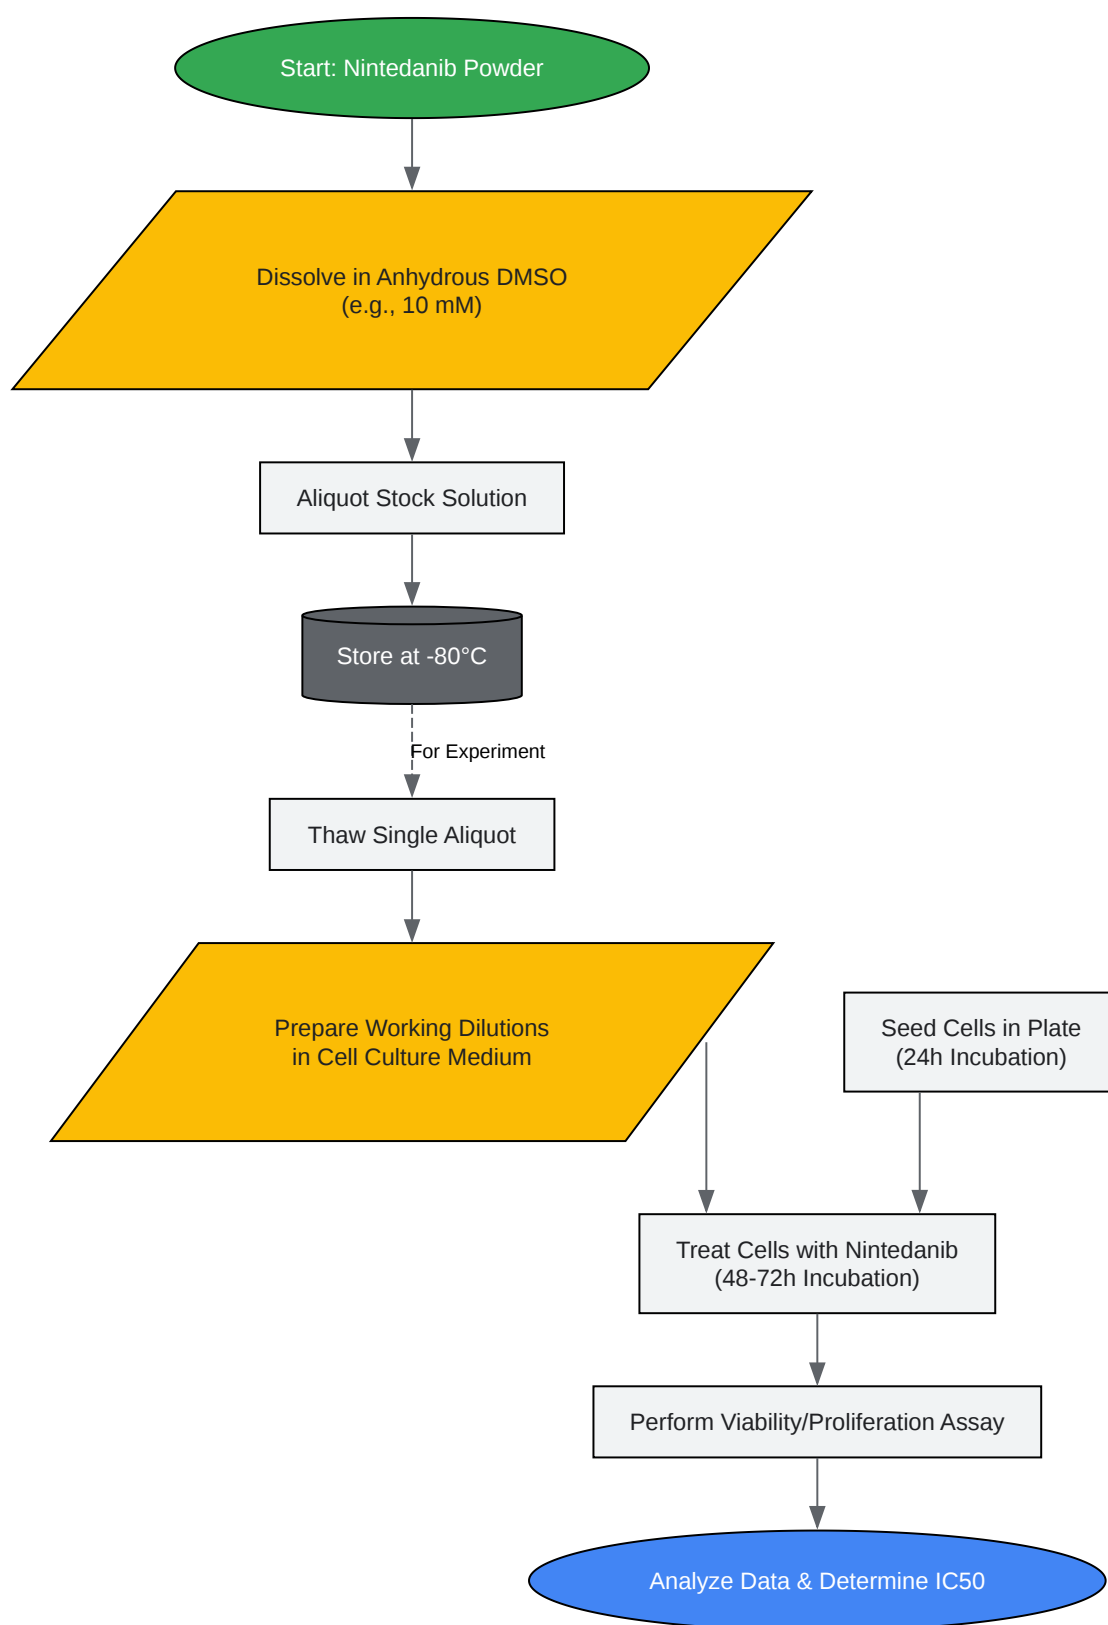 Start: Nintedanib Powder
Dissolve in Anhydrous DMSO
(e.g., 10 mM)
Aliquot Stock Solution
Store at -80°C
For Experiment
Thaw Single Aliquot
Prepare Working Dilutions
in Cell Culture Medium
Seed Cells in Plate
(24h Incubation)
Treat Cells with Nintedanib
(48-72h Incubation)
Perform Viability/Proliferation Assay
Analyze Data & Determine IC50